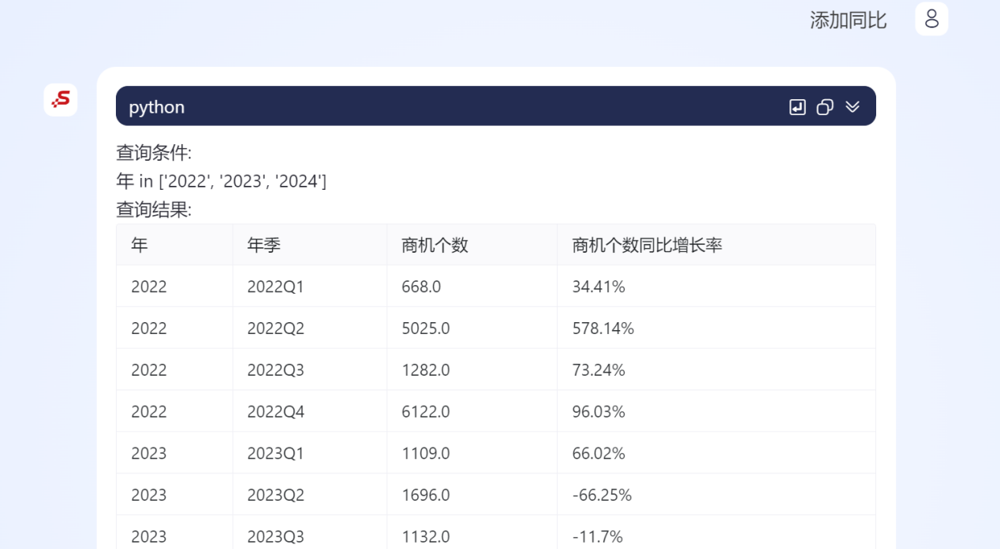 添加同比
python
查询条件:
年 in ['2022', '2023', '2024']
查询结果:
年 年季 商机个数 商机个数同比增长率
2022 2022Q1 668.0 34.41%
2022 2022Q2 5025.0 578.14%
2022 2022Q3 1282.0 73.24%
2022 2022Q4 6122.0 96.03%
2023 2023Q1 1109.0 66.02%
2023 2023Q2 1696.0 -66.25%
2023 2023Q3 1132.0 -11.7%